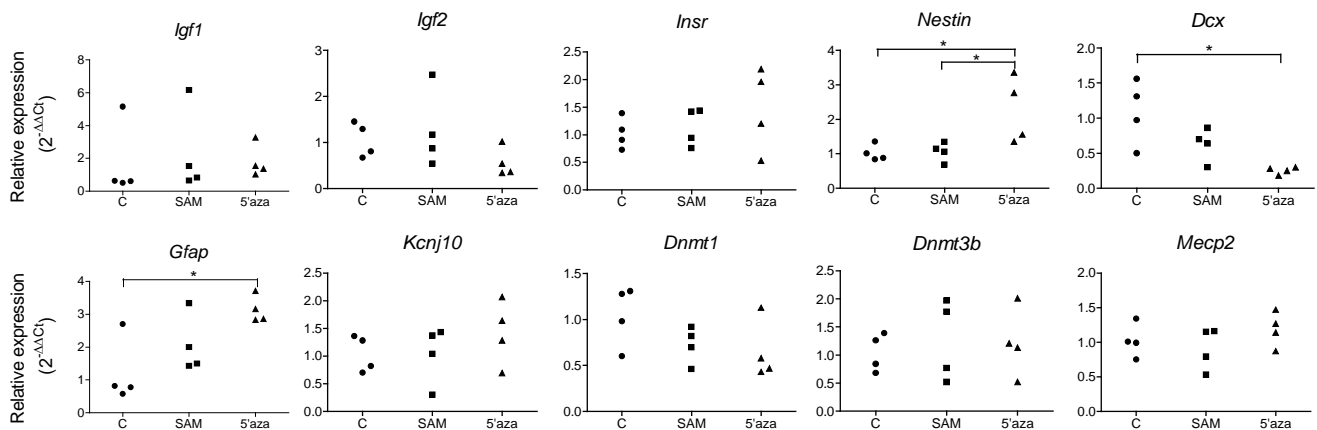 Igf1
Igf2
Insr
Nestin
Dcx
Relative expression
(2^-ΔΔCt)
8
6
4
2
0
C SAM 5'aza
3
2
1
0
C SAM 5'aza
2.5
2.0
1.5
1.0
0.5
0.0
C SAM 5'aza
4
3
2
1
0
*
*
C SAM 5'aza
2.0
1.5
1.0
0.5
0.0
*
C SAM 5'aza
Gfap
Kcnj10
Dnmt1
Dnmt3b
Mecp2
Relative expression
(2^-ΔΔCt)
4
3
2
1
0
*
C SAM 5'aza
2.5
2.0
1.5
1.0
0.5
0.0
C SAM 5'aza
1.5
1.0
0.5
0.0
C SAM 5'aza
2.5
2.0
1.5
1.0
0.5
0.0
C SAM 5'aza
2.0
1.5
1.0
0.5
0.0
C SAM 5'aza